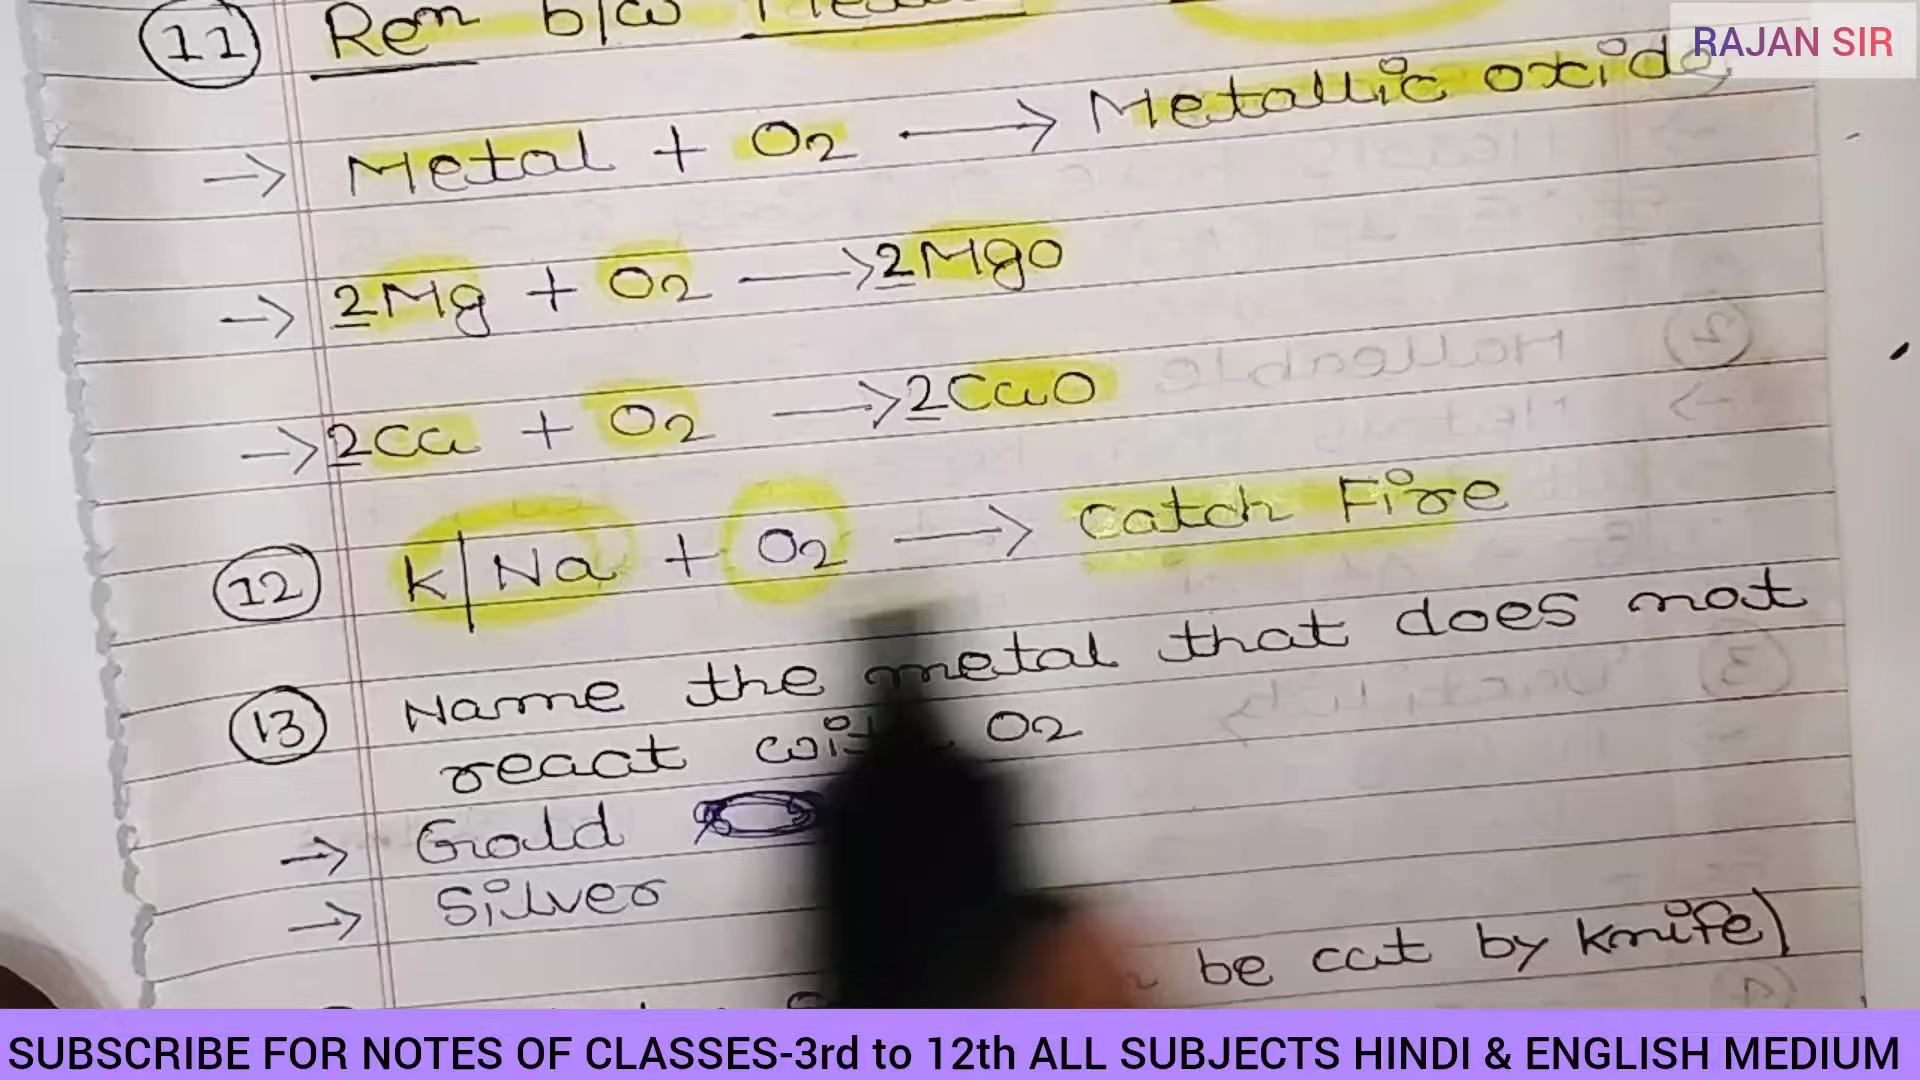 RAJAN SIR
11 Rem b/w
→ Metal + O2 → Metallic oxide
→ 2Mg + O2 → 2MgO
→ 2Ca + O2 → 2CaO
12 K|Na + O2 → Catch Fire
13 Name the metal that does not
react with O2
→ Gold
→ Silver
be cut by knife)
SUBSCRIBE FOR NOTES OF CLASSES-3rd to 12th ALL SUBJECTS HINDI & ENGLISH MEDIUM